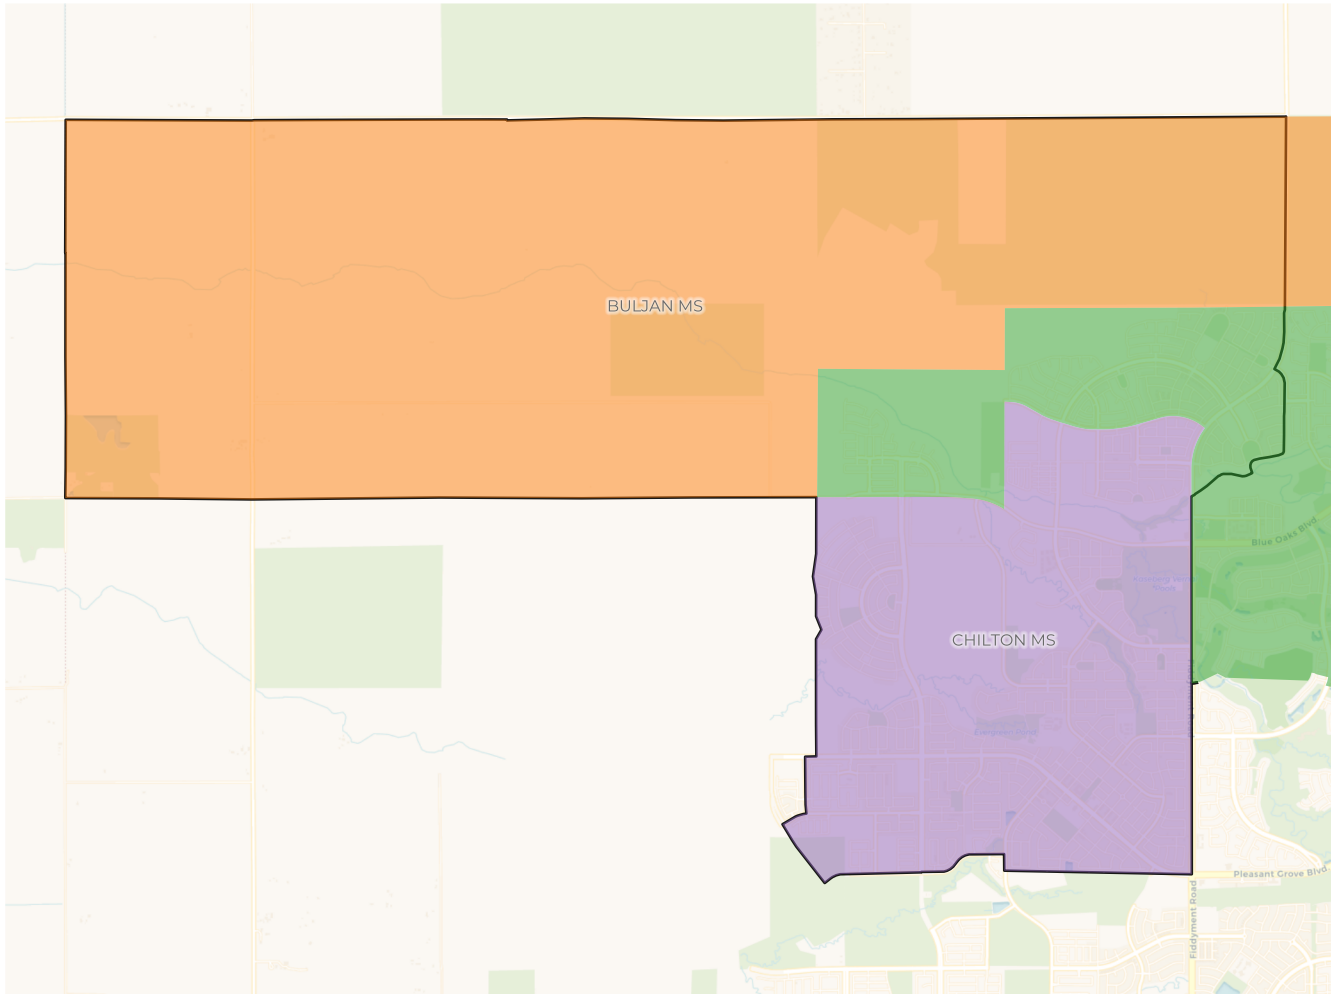 BULJAN MS
Blue Oaks Blvd
CHILTON MS
Pleasant Grove Blvd
Fiddyment Road